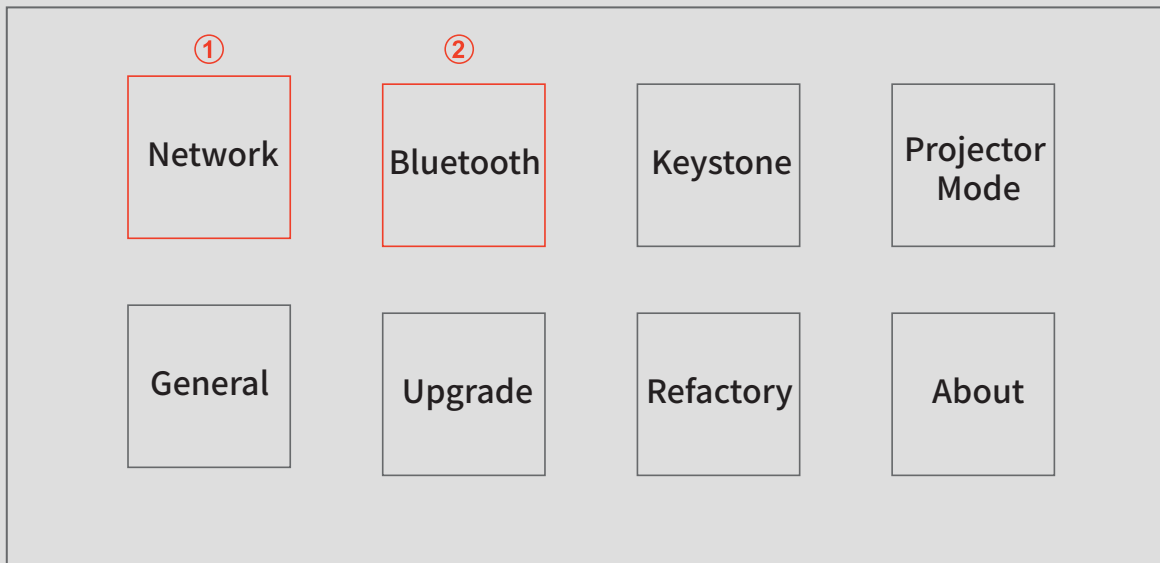 ① ②
Network Bluetooth Keystone Projector
Mode
General Upgrade Refactory About